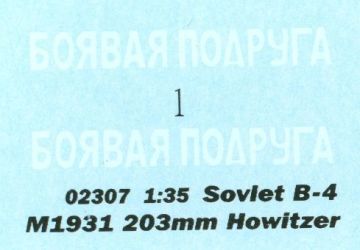 БОЯВАЯ ПОДРУГА
1
БОЯВАЯ ПОДРУГА
02307 1:35 Sovlet B-4
M1931 203mm Howitzer